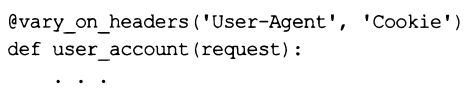 @vary_on_headers('User-Agent', 'Cookie')
def user_account(request):
    . . .